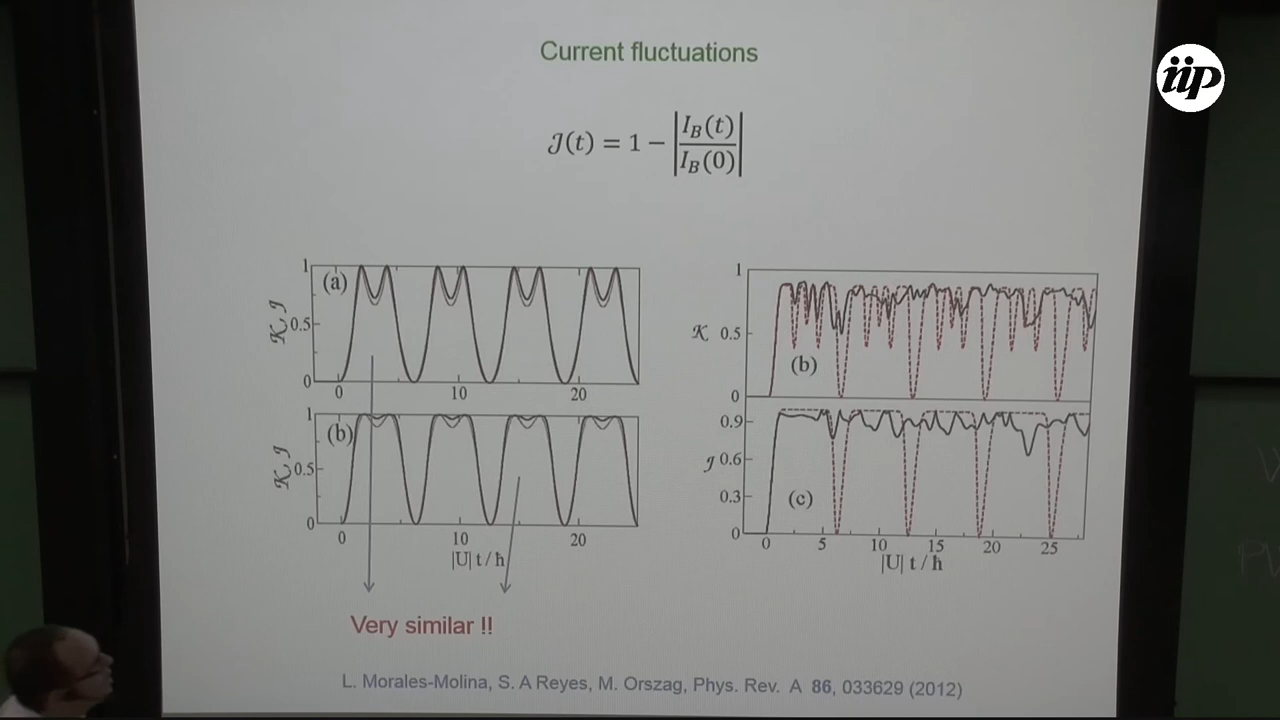 Current fluctuations
iip
𝒥(t) = 1 − |I_B(t)/I_B(0)|
1
(a)
𝒦, 𝒥
0.5
0
0 10 20
1
(b)
𝒦, 𝒥
0.5
0
0 10 20
|U| t / ħ
1
𝒦 0.5
(b)
0
0.9
𝒥 0.6
0.3
(c)
0
0 5 10 15 20 25
|U| t / ħ
Very similar !!
L. Morales-Molina, S. A Reyes, M. Orszag, Phys. Rev. A 86, 033629 (2012)